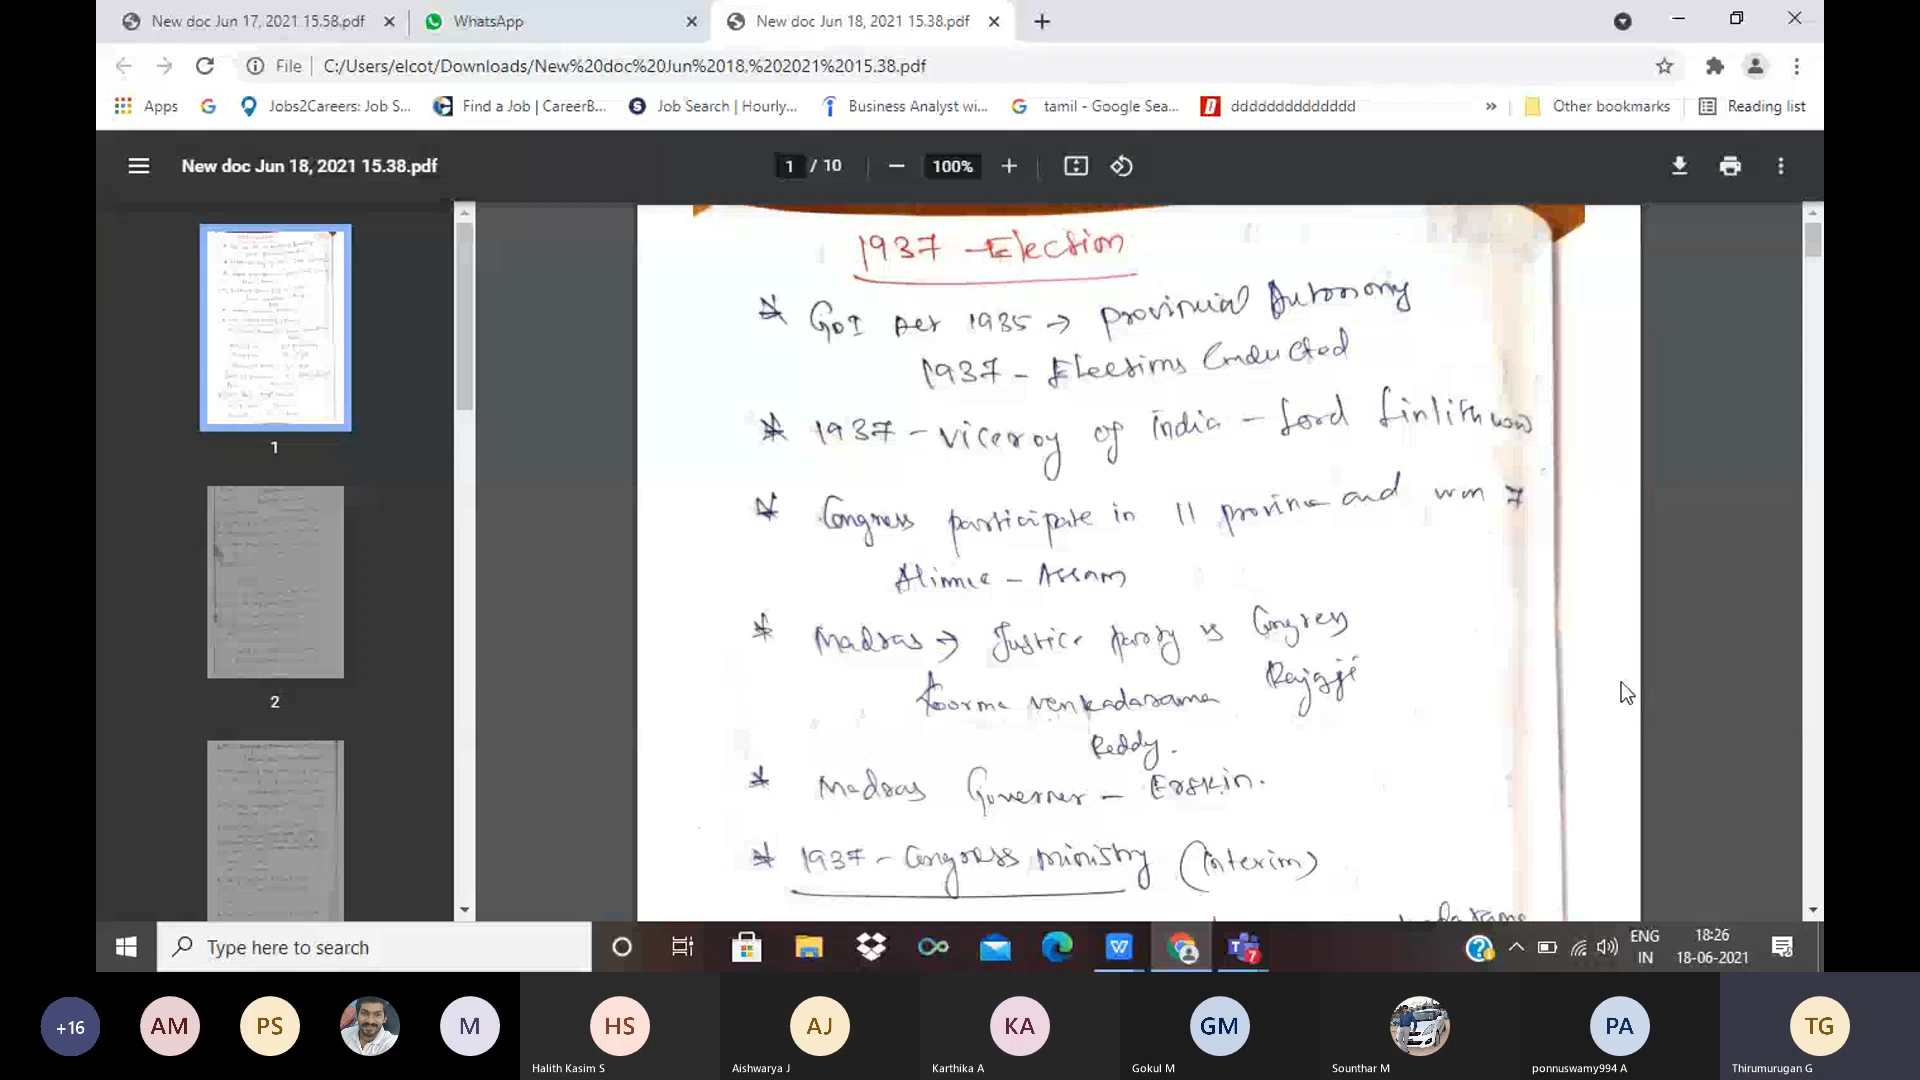 New doc Jun 17, 2021 15.58.pdf
WhatsApp
New doc Jun 18, 2021 15.38.pdf
File
C:/Users/elcot/Downloads/New%20doc%20Jun%2018,%202021%2015.38.pdf
Apps
Jobs2Careers: Job S...
Find a Job | CareerB...
Job Search | Hourly...
Business Analyst wi...
tamil - Google Sea...
dddddddddddddd
»
Other bookmarks
Reading list
New doc Jun 18, 2021 15.38.pdf
1 / 10
100%
1
2
1937 - Election
GOI Act 1935 → Provincial Autonomy
1937 - Elections Conducted
1937 - Viceroy of India - Lord Linlithgow
Congress participate in 11 province and won 7
- Assam
Madras → Justice party vs Congress
Venkadarama Rajaji
Reddy.
Madras Governer - Erskin.
1937 - Congress ministry (interim)
Type here to search
ENG
IN
18:26
18-06-2021
7
+16
AM
PS
M
HS
Halith Kasim S
AJ
Aishwarya J
KA
Karthika A
GM
Gokul M
Sounthar M
PA
ponnuswamy994 A
TG
Thirumurugan G